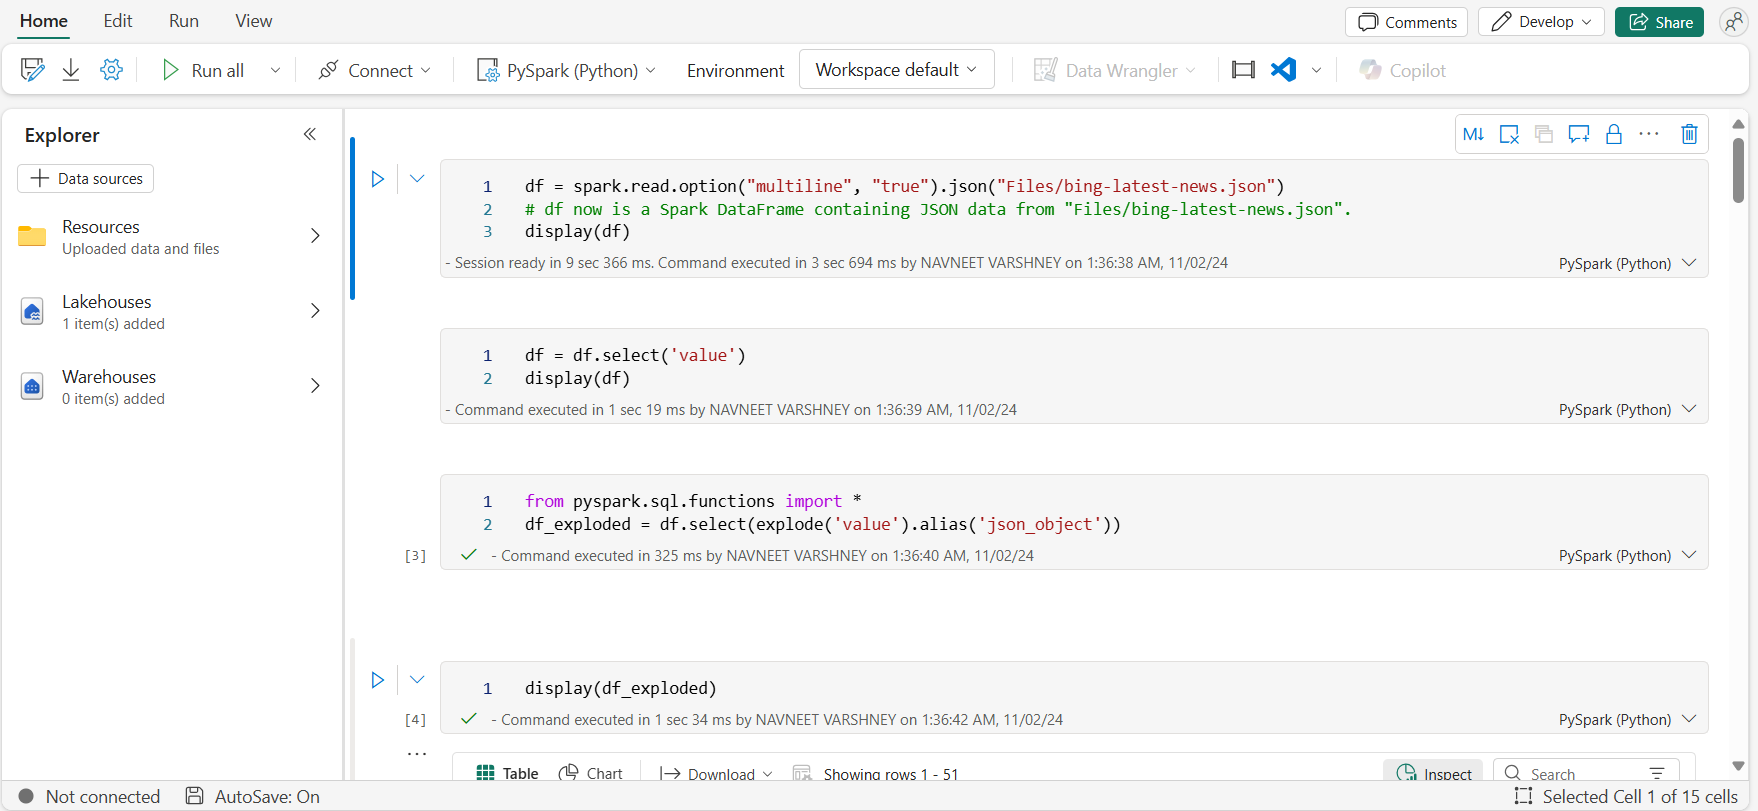 Home Edit Run View Comments Develop Share
Run all Connect PySpark (Python) Environment Workspace default Data Wrangler Copilot
Explorer
Data sources
Resources
Uploaded data and files
Lakehouses
1 item(s) added
Warehouses
0 item(s) added
M↓
1 df = spark.read.option("multiline", "true").json("Files/bing-latest-news.json")
2 # df now is a Spark DataFrame containing JSON data from "Files/bing-latest-news.json".
3 display(df)
- Session ready in 9 sec 366 ms. Command executed in 3 sec 694 ms by NAVNEET VARSHNEY on 1:36:38 AM, 11/02/24 PySpark (Python)
1 df = df.select('value')
2 display(df)
- Command executed in 1 sec 19 ms by NAVNEET VARSHNEY on 1:36:39 AM, 11/02/24 PySpark (Python)
1 from pyspark.sql.functions import *
2 df_exploded = df.select(explode('value').alias('json_object'))
[3] - Command executed in 325 ms by NAVNEET VARSHNEY on 1:36:40 AM, 11/02/24 PySpark (Python)
1 display(df_exploded)
[4] - Command executed in 1 sec 34 ms by NAVNEET VARSHNEY on 1:36:42 AM, 11/02/24 PySpark (Python)
Table Chart Download Showing rows 1 - 51 Inspect Search
Not connected AutoSave: On Selected Cell 1 of 15 cells